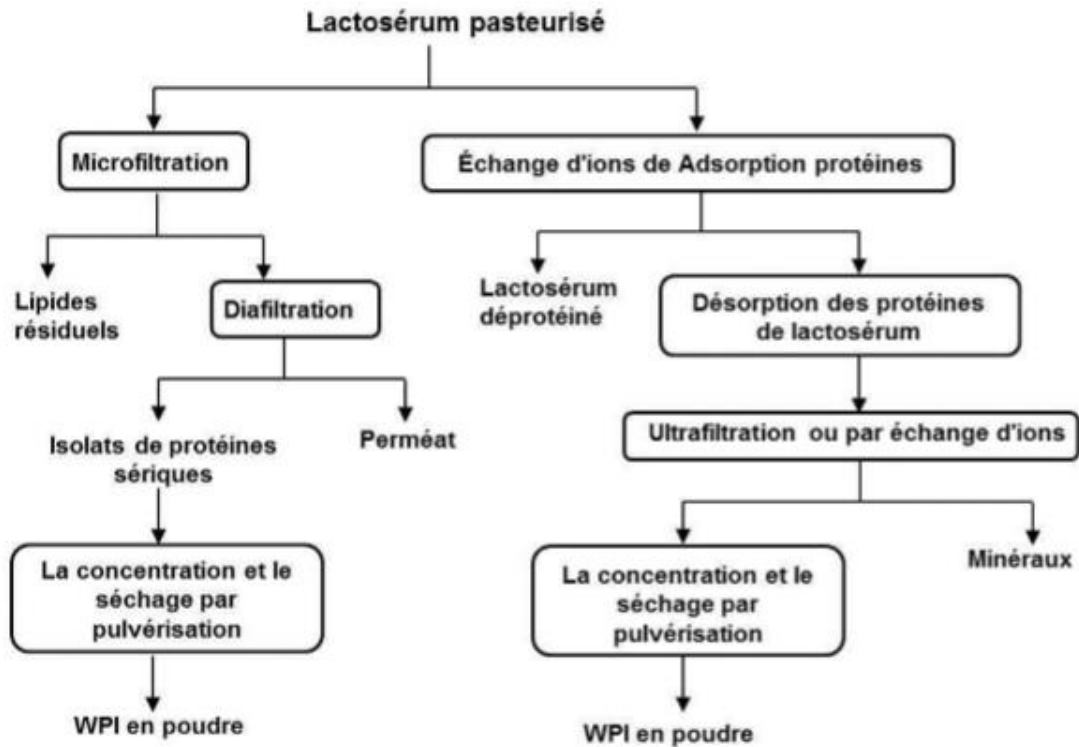 Lactosérum pasteurisé
Microfiltration
Échange d'ions de Adsorption protéines
Lipides
résiduels
Diafiltration
Lactosérum
déprotéiné
Désorption des protéines
de lactosérum
Isolats de protéines
sériques
Perméat
Ultrafiltration ou par échange d'ions
La concentration et le
séchage par
pulvérisation
La concentration et le
séchage par
pulvérisation
Minéraux
WPI en poudre
WPI en poudre